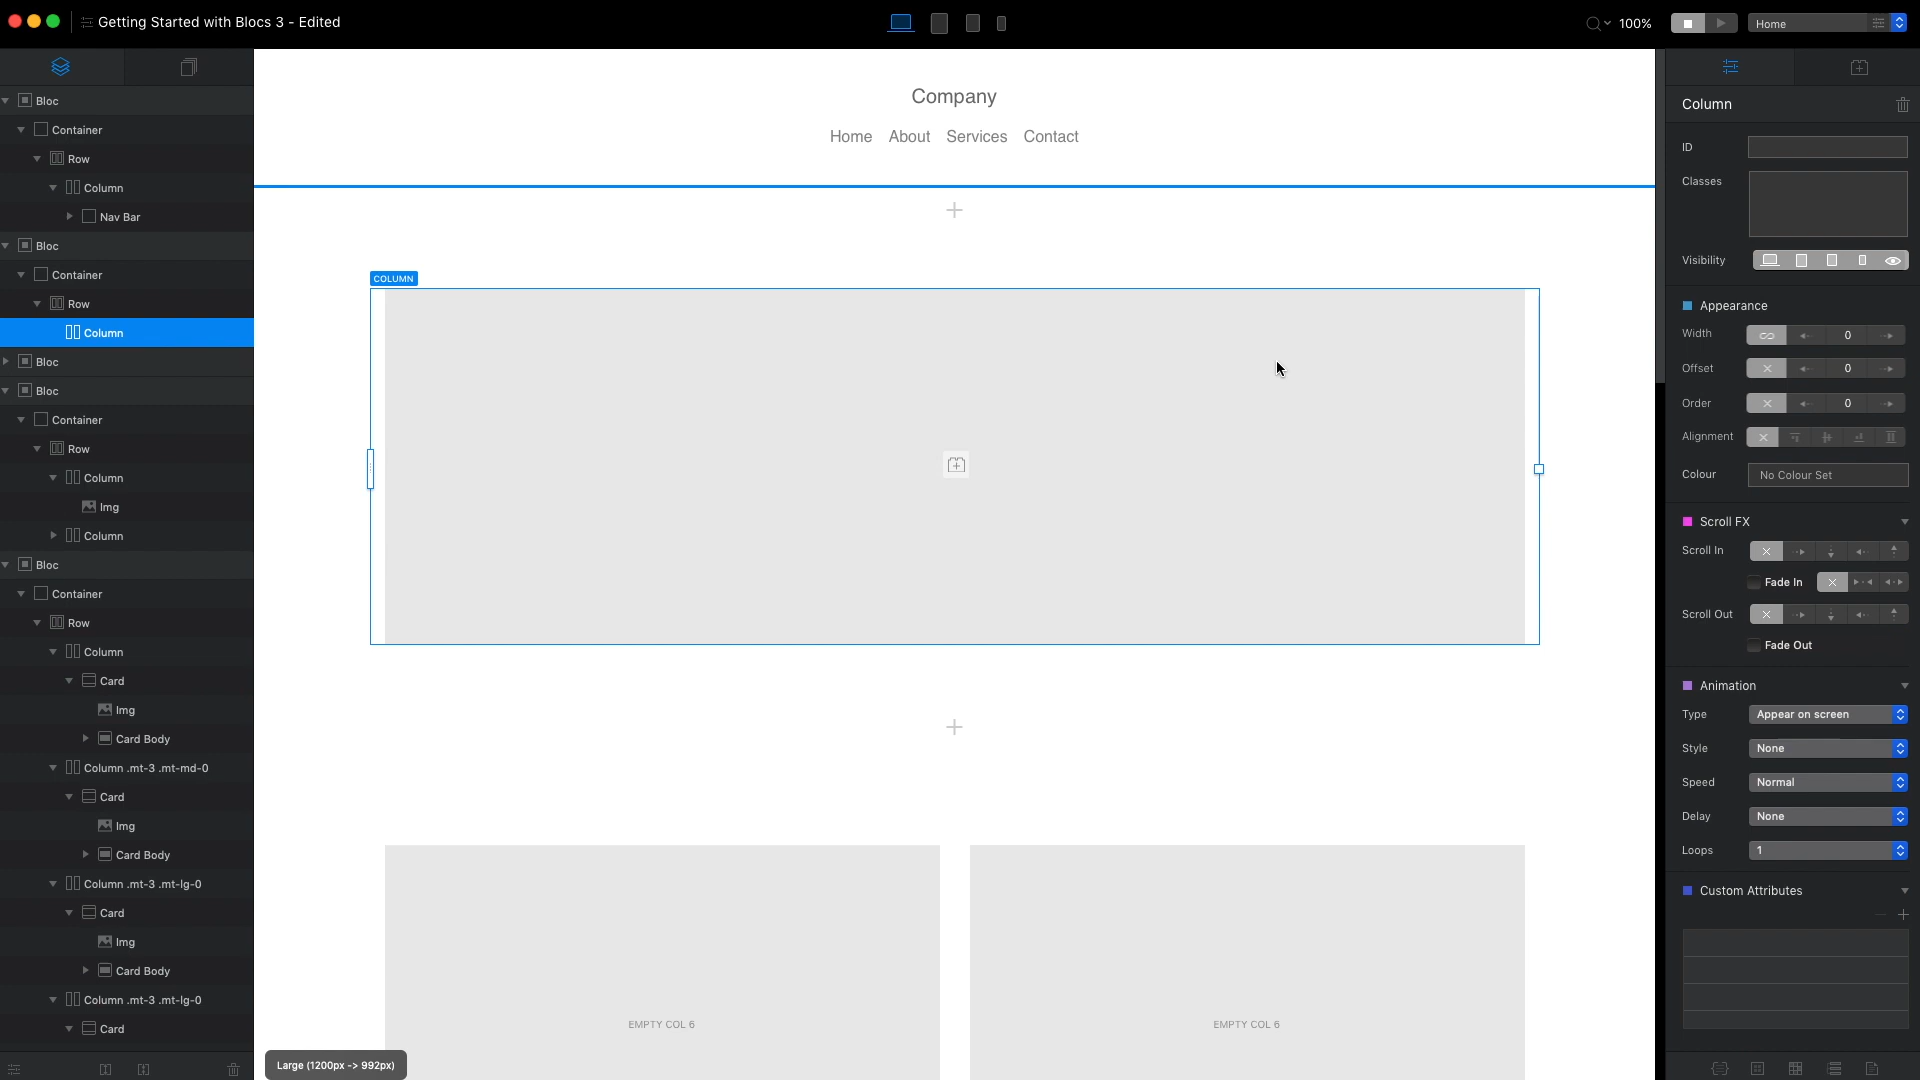 Getting Started with Blocs 3 - Edited
100%
Home
Bloc
Container
Row
Column
Nav Bar
Bloc
Container
Row
Column
Bloc
Bloc
Container
Row
Column
Img
Column
Bloc
Container
Row
Column
Card
Img
Card Body
Column .mt-3 .mt-md-0
Card
Img
Card Body
Column .mt-3 .mt-lg-0
Card
Img
Card Body
Column .mt-3 .mt-lg-0
Card
Company
Home About Services Contact
COLUMN
EMPTY COL 6
EMPTY COL 6
Large (1200px -> 992px)
Column
ID
Classes
Visibility
Appearance
Width 0
Offset 0
Order 0
Alignment
Colour No Colour Set
Scroll FX
Scroll In
Fade In
Scroll Out
Fade Out
Animation
Type Appear on screen
Style None
Speed Normal
Delay None
Loops 1
Custom Attributes